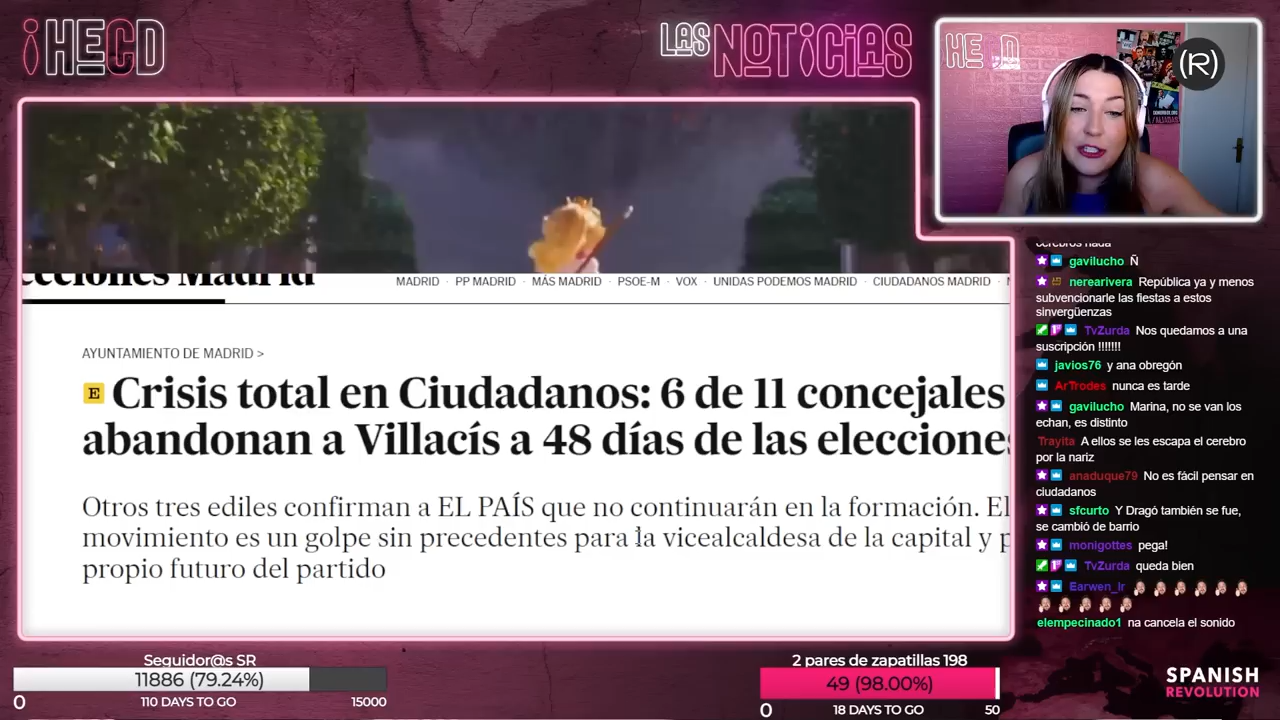 ¡HECD
LAS NOTICIAS
HE
(R)
cciones Madrid
MADRID · PP MADRID · MÁS MADRID · PSOE-M · VOX · UNIDAS PODEMOS MADRID · CIUDADANOS MADRID ·
AYUNTAMIENTO DE MADRID >
E Crisis total en Ciudadanos: 6 de 11 concejales
abandonan a Villacís a 48 días de las elecciones
Otros tres ediles confirman a EL PAÍS que no continuarán en la formación. El
movimiento es un golpe sin precedentes para la vicealcaldesa de la capital y p
propio futuro del partido
cerebros nada
gavilucho Ñ
nerearivera República ya y menos
subvencionarle las fiestas a estos
sinvergüenzas
TvZurda Nos quedamos a una
suscripción !!!!!!!
javios76 y ana obregón
ArTrodes nunca es tarde
gavilucho Marina, no se van los
echan, es distinto
Trayita A ellos se les escapa el cerebro
por la nariz
anaduque79 No es fácil pensar en
ciudadanos
sfcurto Y Dragó también se fue,
se cambió de barrio
monigottes pega!
TvZurda queda bien
Earwen_Ir
elempecinado1 na cancela el sonido
Seguidor@s SR
11886 (79.24%)
0 110 DAYS TO GO 15000
2 pares de zapatillas 198
49 (98.00%)
0 18 DAYS TO GO 50
SPANISH
REVOLUTION